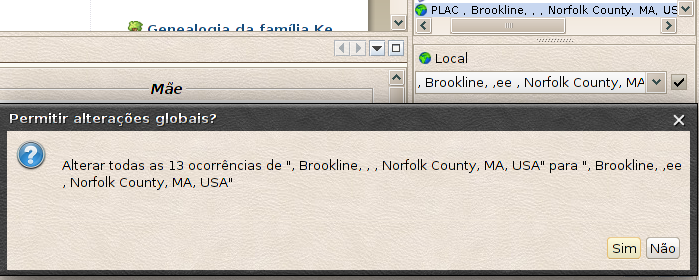 Genealogia da família Ke
PLAC , Brookline, , , Norfolk County, MA, US
Local
Mãe
, Brookline, ,ee , Norfolk County, MA
Permitir alterações globais?
Alterar todas as 13 ocorrências de ", Brookline, , , Norfolk County, MA, USA" para ", Brookline, ,ee
, Norfolk County, MA, USA"
Sim Não